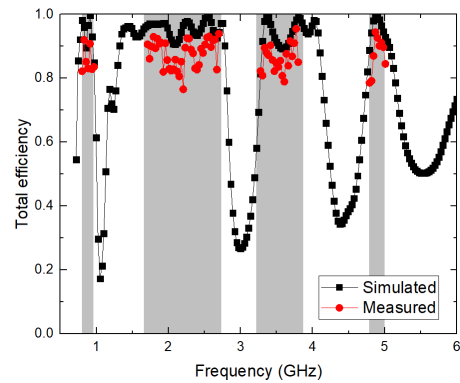 1.0
0.8
0.6
0.4
0.2
0.0
Total efficiency
Simulated
Measured
1 2 3 4 5 6
Frequency (GHz)